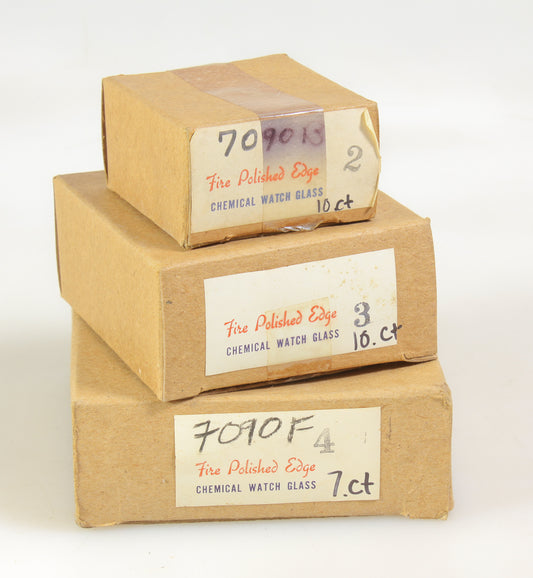 709013
2
Fire Polished Edge
CHEMICAL WATCH GLASS
10 ct
Fire Polished Edge 3
CHEMICAL WATCH GLASS 10. ct
7090F
4
Fire Polished Edge
CHEMICAL WATCH GLASS 7. ct